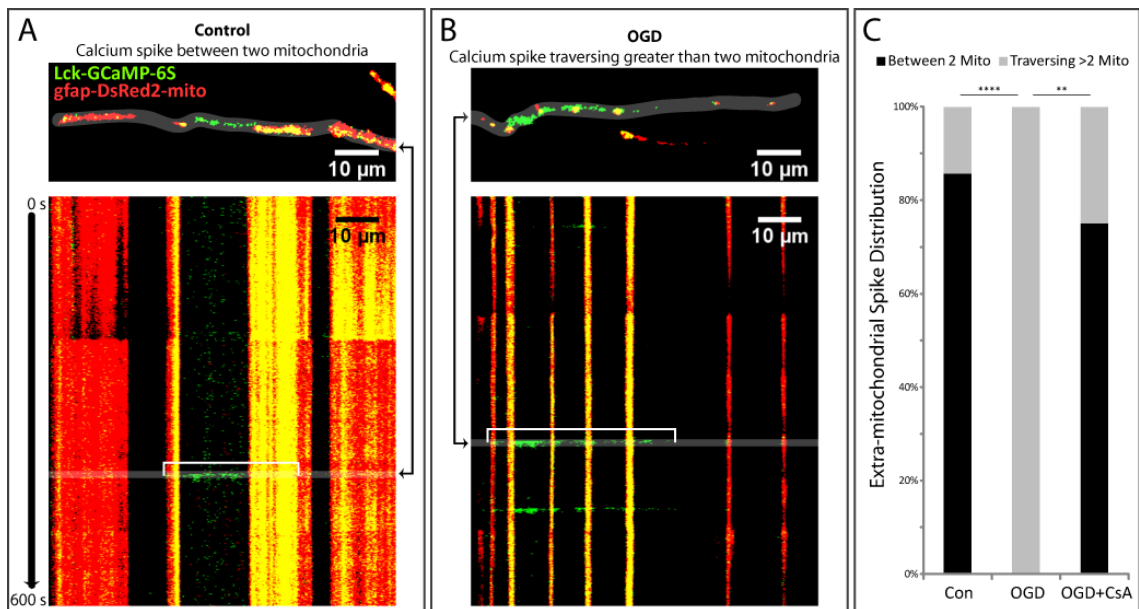 A
Control
Calcium spike between two mitochondria
Lck-GCaMP-6S
gfap-DsRed2-mito
10 µm
0 s
10 µm
600 s
B
OGD
Calcium spike traversing greater than two mitochondria
10 µm
10 µm
C
Between 2 Mito
Traversing >2 Mito
**** **
100%
80%
60%
40%
20%
0%
Extra-mitochondrial Spike Distribution
Con OGD OGD+CsA